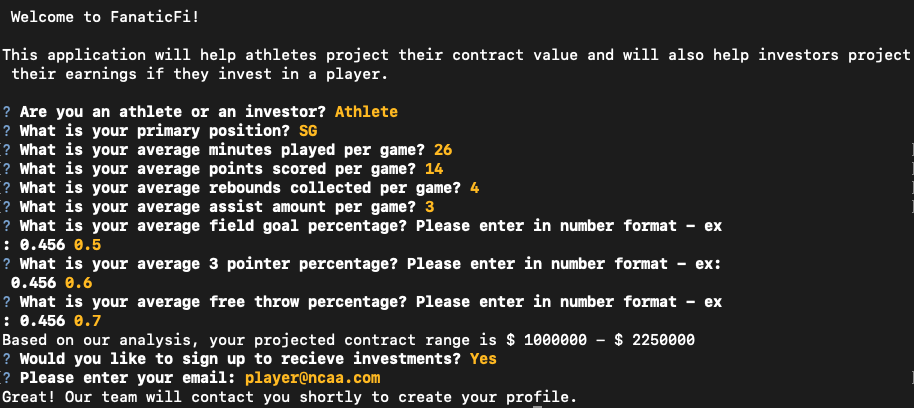 Welcome to FanaticFi!
This application will help athletes project their contract value and will also help investors project
their earnings if they invest in a player.
? Are you an athlete or an investor? Athlete
? What is your primary position? SG
? What is your average minutes played per game? 26
? What is your average points scored per game? 14
? What is your average rebounds collected per game? 4
? What is your average assist amount per game? 3
? What is your average field goal percentage? Please enter in number format - ex
: 0.456 0.5
? What is your average 3 pointer percentage? Please enter in number format - ex:
0.456 0.6
? What is your average free throw percentage? Please enter in number format - ex
: 0.456 0.7
Based on our analysis, your projected contract range is $ 1000000 - $ 2250000
? Would you like to sign up to recieve investments? Yes
? Please enter your email: player@ncaa.com
Great! Our team will contact you shortly to create your profile.